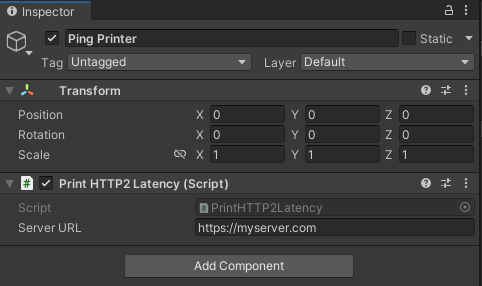 Inspector
Ping Printer Static
Tag Untagged Layer Default
Transform
Position X 0 Y 0 Z 0
Rotation X 0 Y 0 Z 0
Scale X 1 Y 1 Z 1
# Print HTTP2 Latency (Script)
Script # PrintHTTP2Latency
Server URL https://myserver.com
Add Component